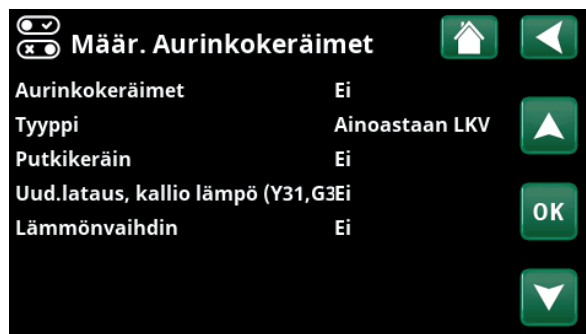 Määr. Aurinkokeräimet
Aurinkokeräimet Ei
Tyyppi Ainoastaan LKV
Putkikeräin Ei
Uud.lataus, kallio lämpö (Y31,G3Ei
OK
Lämmönvaihdin Ei